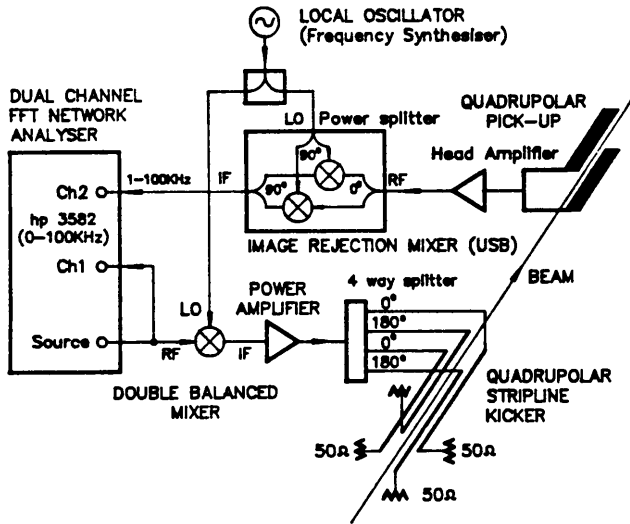 LOCAL OSCILLATOR
(Frequency Synthesiser)
DUAL CHANNEL
FFT NETWORK
ANALYSER
LO
Power splitter
QUADRUPOLAR
PICK-UP
90°
Head Amplifier
Ch2
1-100KHz
IF
90°
0°
RF
hp 3582
(0-100KHz)
IMAGE REJECTION MIXER (USB)
Ch1
BEAM
POWER
AMPLIFIER
4 way splitter
LO
0°
180°
0°
180°
Source
RF
IF
DOUBLE BALANCED
MIXER
QUADRUPOLAR
STRIPLINE
KICKER
50Ω
50Ω
50Ω